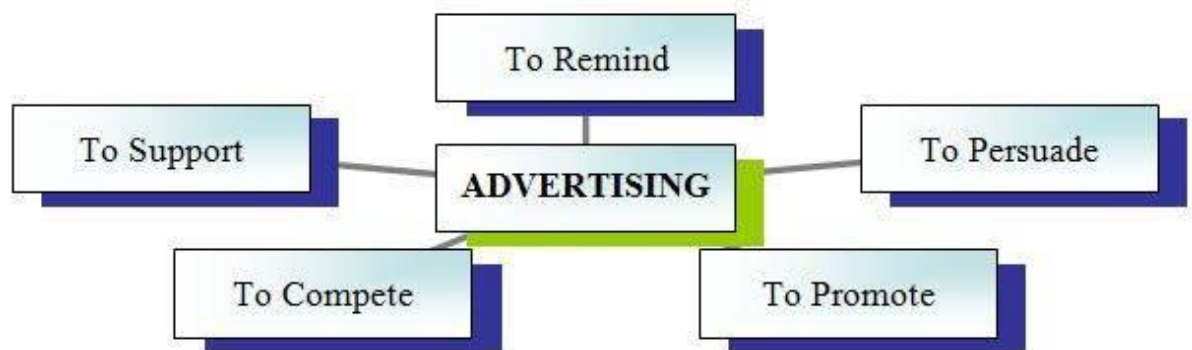 To Remind
To Support
To Persuade
ADVERTISING
To Compete
To Promote